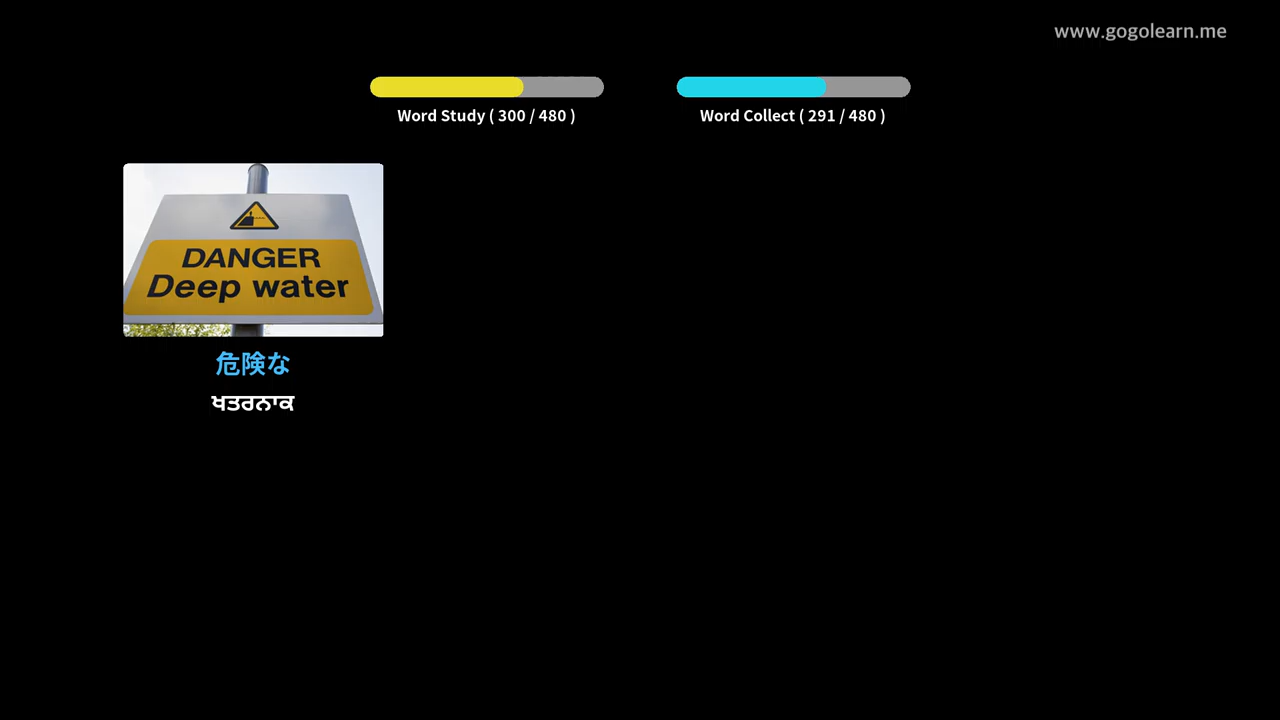 www.gogolearn.me
Word Study ( 300 / 480 )
Word Collect ( 291 / 480 )
DANGER
Deep water
危険な
ਖਤਰਨਾਕ